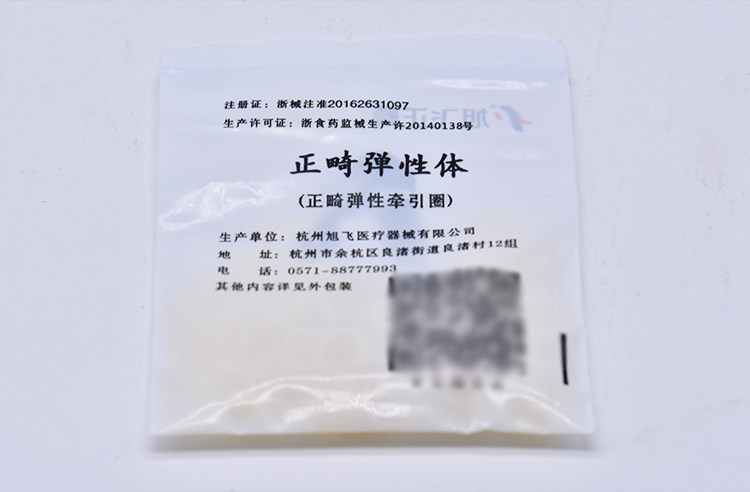 注册证：浙械注准20162631097
生产许可证：浙食药监械生产许20140138号
旭飞正
正畸弹性体
(正畸弹性牵引圈)
生产单位：杭州旭飞医疗器械有限公司
地 址：杭州市余杭区良渚街道良渚村12组
电 话：0571-88777993
其他内容详见外包装